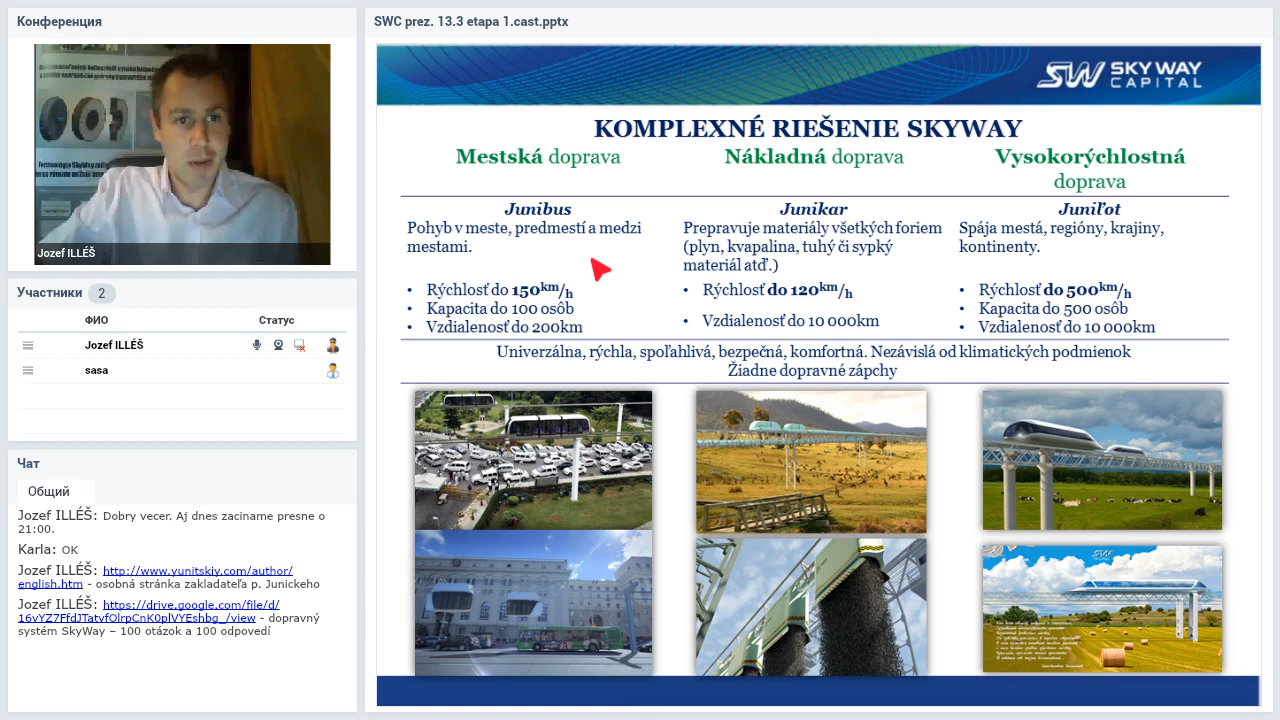 Конференция
Jozef ILLÉŠ
Участники 2
ФИО Статус
Jozef ILLÉŠ
sasa
Чат
Общий
Jozef ILLÉŠ: Dobry vecer. Aj dnes zaciname presne o
21:00.
Karla: OK
Jozef ILLÉŠ: http://www.yunitskiy.com/author/
english.htm - osobná stránka zakladateľa p. Junickeho
Jozef ILLÉŠ: https://drive.google.com/file/d/
16vYZ7FfdJTatvfOlrpCnK0plVYEshbg_/view - dopravný
systém SkyWay – 100 otázok a 100 odpovedí
SWC prez. 13.3 etapa 1.cast.pptx
SW SKY WAY
CAPITAL
KOMPLEXNÉ RIEŠENIE SKYWAY
Mestská doprava
Junibus
Pohyb v meste, predmestí a medzi
mestami.
• Rýchlosť do 150km/h
• Kapacita do 100 osôb
• Vzdialenosť do 200km
Nákladná doprava
Junikar
Prepravuje materiály všetkých foriem
(plyn, kvapalina, tuhý či sypký
materiál atď.)
• Rýchlosť do 120km/h
• Vzdialenosť do 10 000km
Vysokorýchlostná
doprava
Junifot
Spája mestá, regióny, krajiny,
kontinenty.
• Rýchlosť do 500km/h
• Kapacita do 500 osôb
• Vzdialenosť do 10 000km
Univerzálna, rýchla, spoľahlivá, bezpečná, komfortná. Nezávislá od klimatických podmienok
Žiadne dopravné zápchy